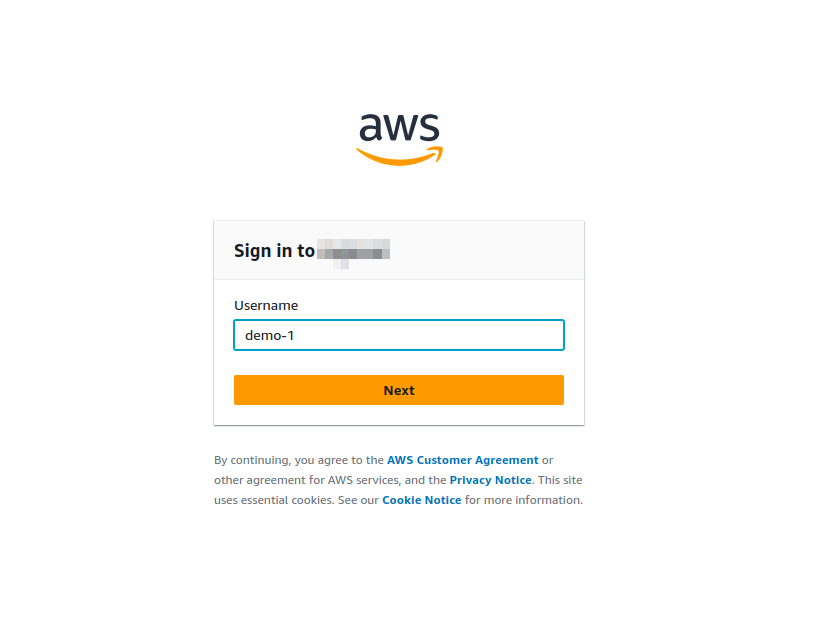 aws
Sign in to
Username
demo-1
Next
By continuing, you agree to the AWS Customer Agreement or
other agreement for AWS services, and the Privacy Notice. This site
uses essential cookies. See our Cookie Notice for more information.